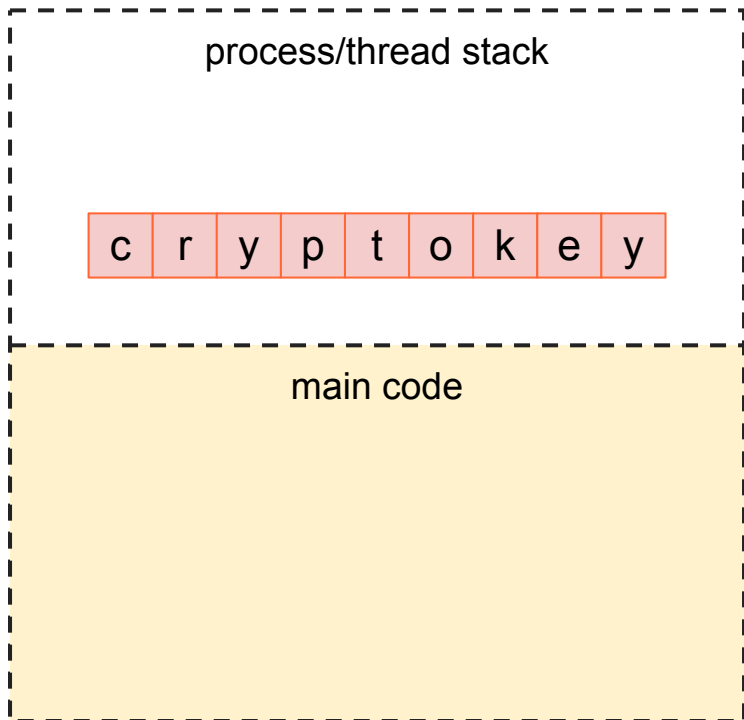 process/thread stack
c r y p t o k e y
main code